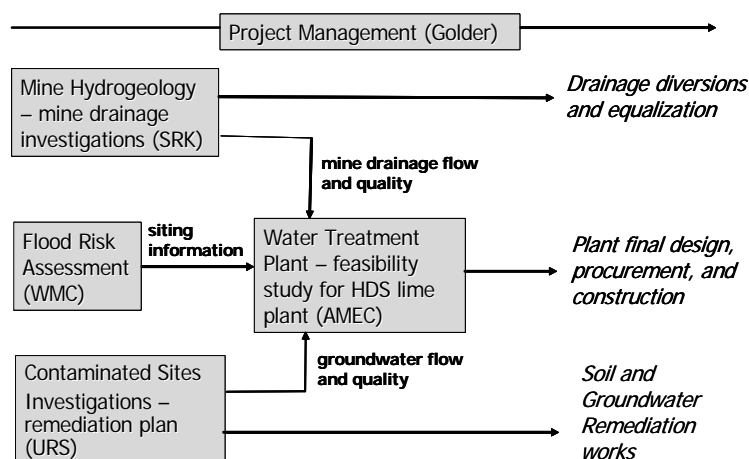 Project Management (Golder)
Mine Hydrogeology
– mine drainage
investigations (SRK)
Drainage diversions
and equalization
mine drainage flow
and quality
Flood Risk
Assessment
(WMC)
siting
information
Water Treatment
Plant – feasibility
study for HDS lime
plant (AMEC)
Plant final design,
procurement, and
construction
groundwater flow
and quality
Contaminated Sites
Investigations –
remediation plan
(URS)
Soil and
Groundwater
Remediation
works